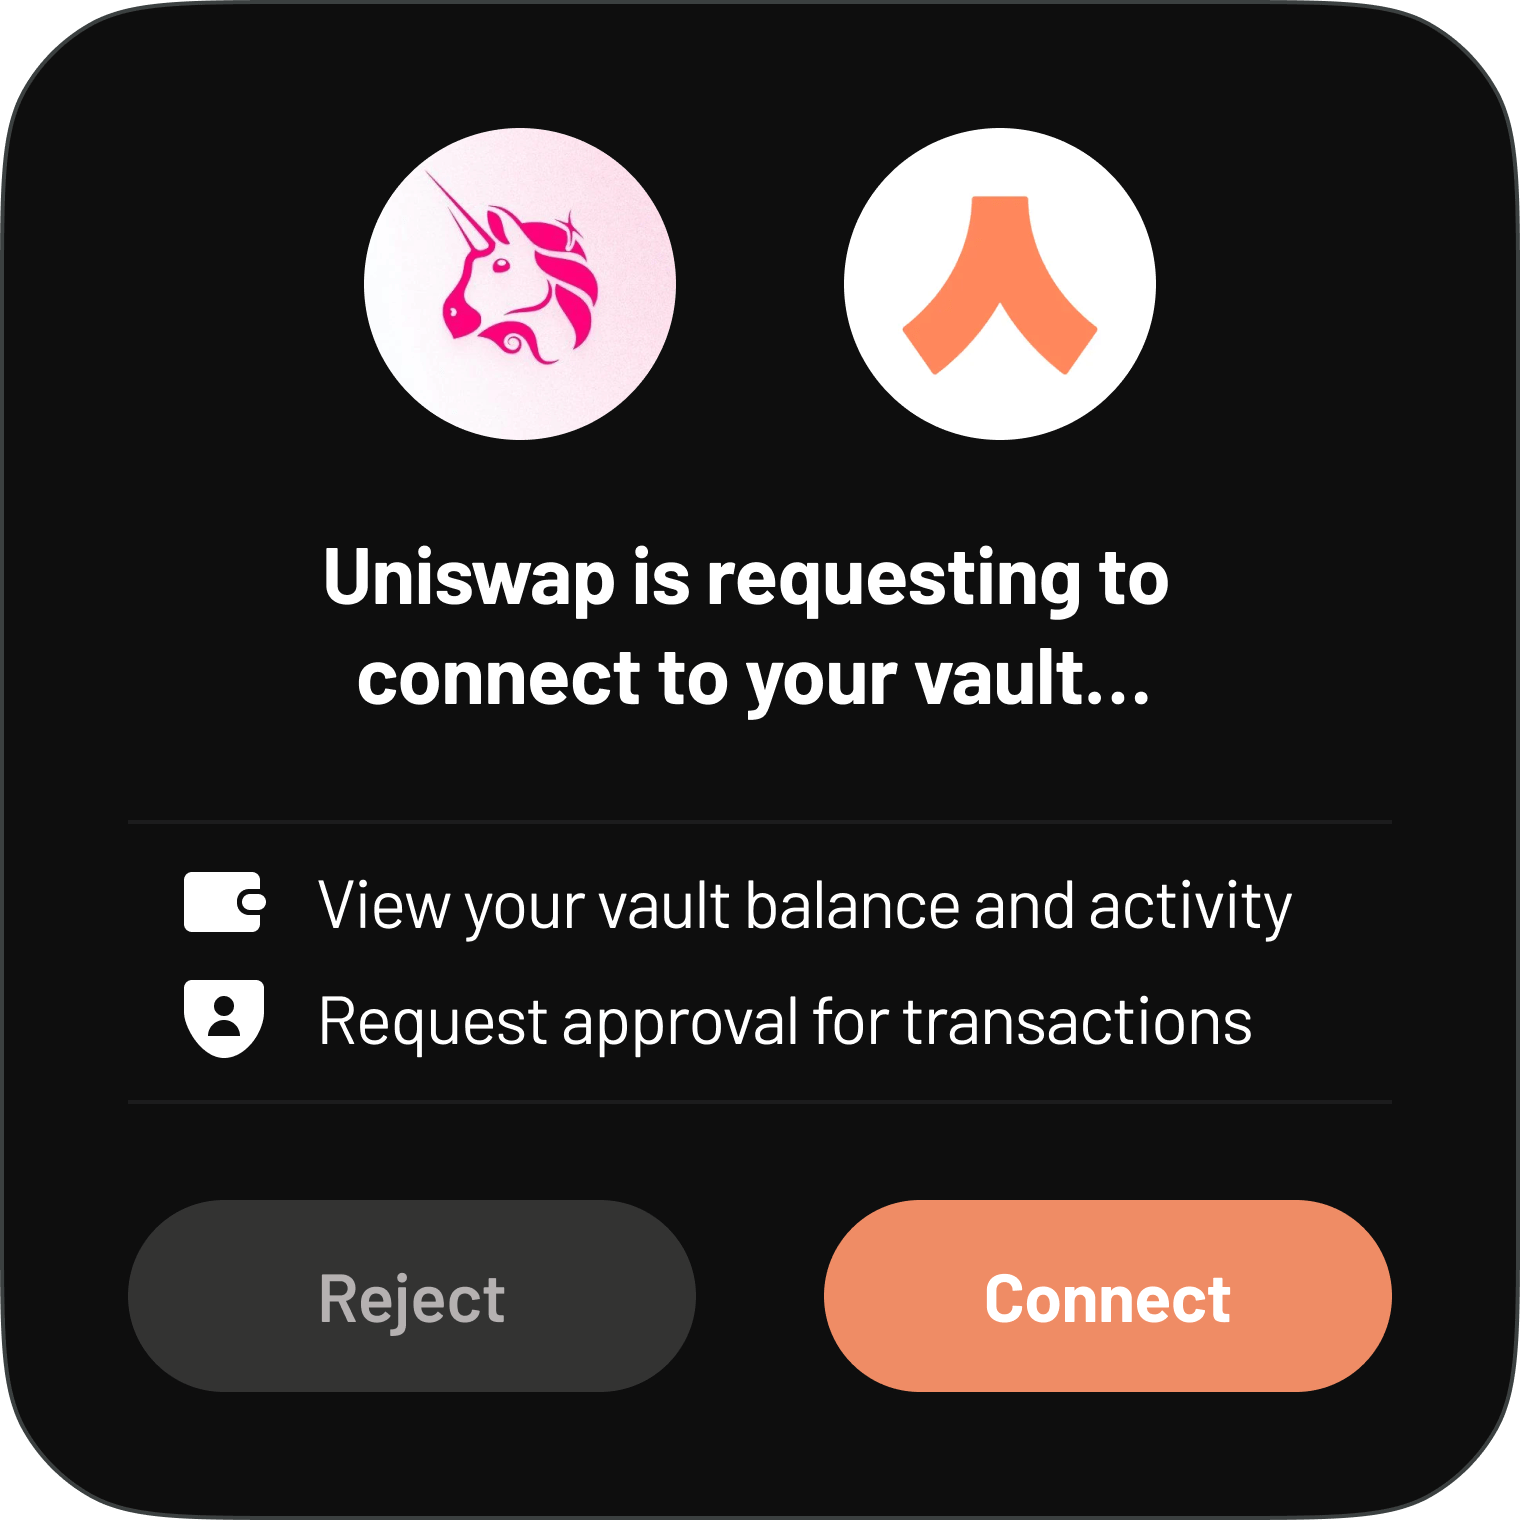 Uniswap is requesting to
connect to your vault...
View your vault balance and activity
Request approval for transactions
Reject
Connect